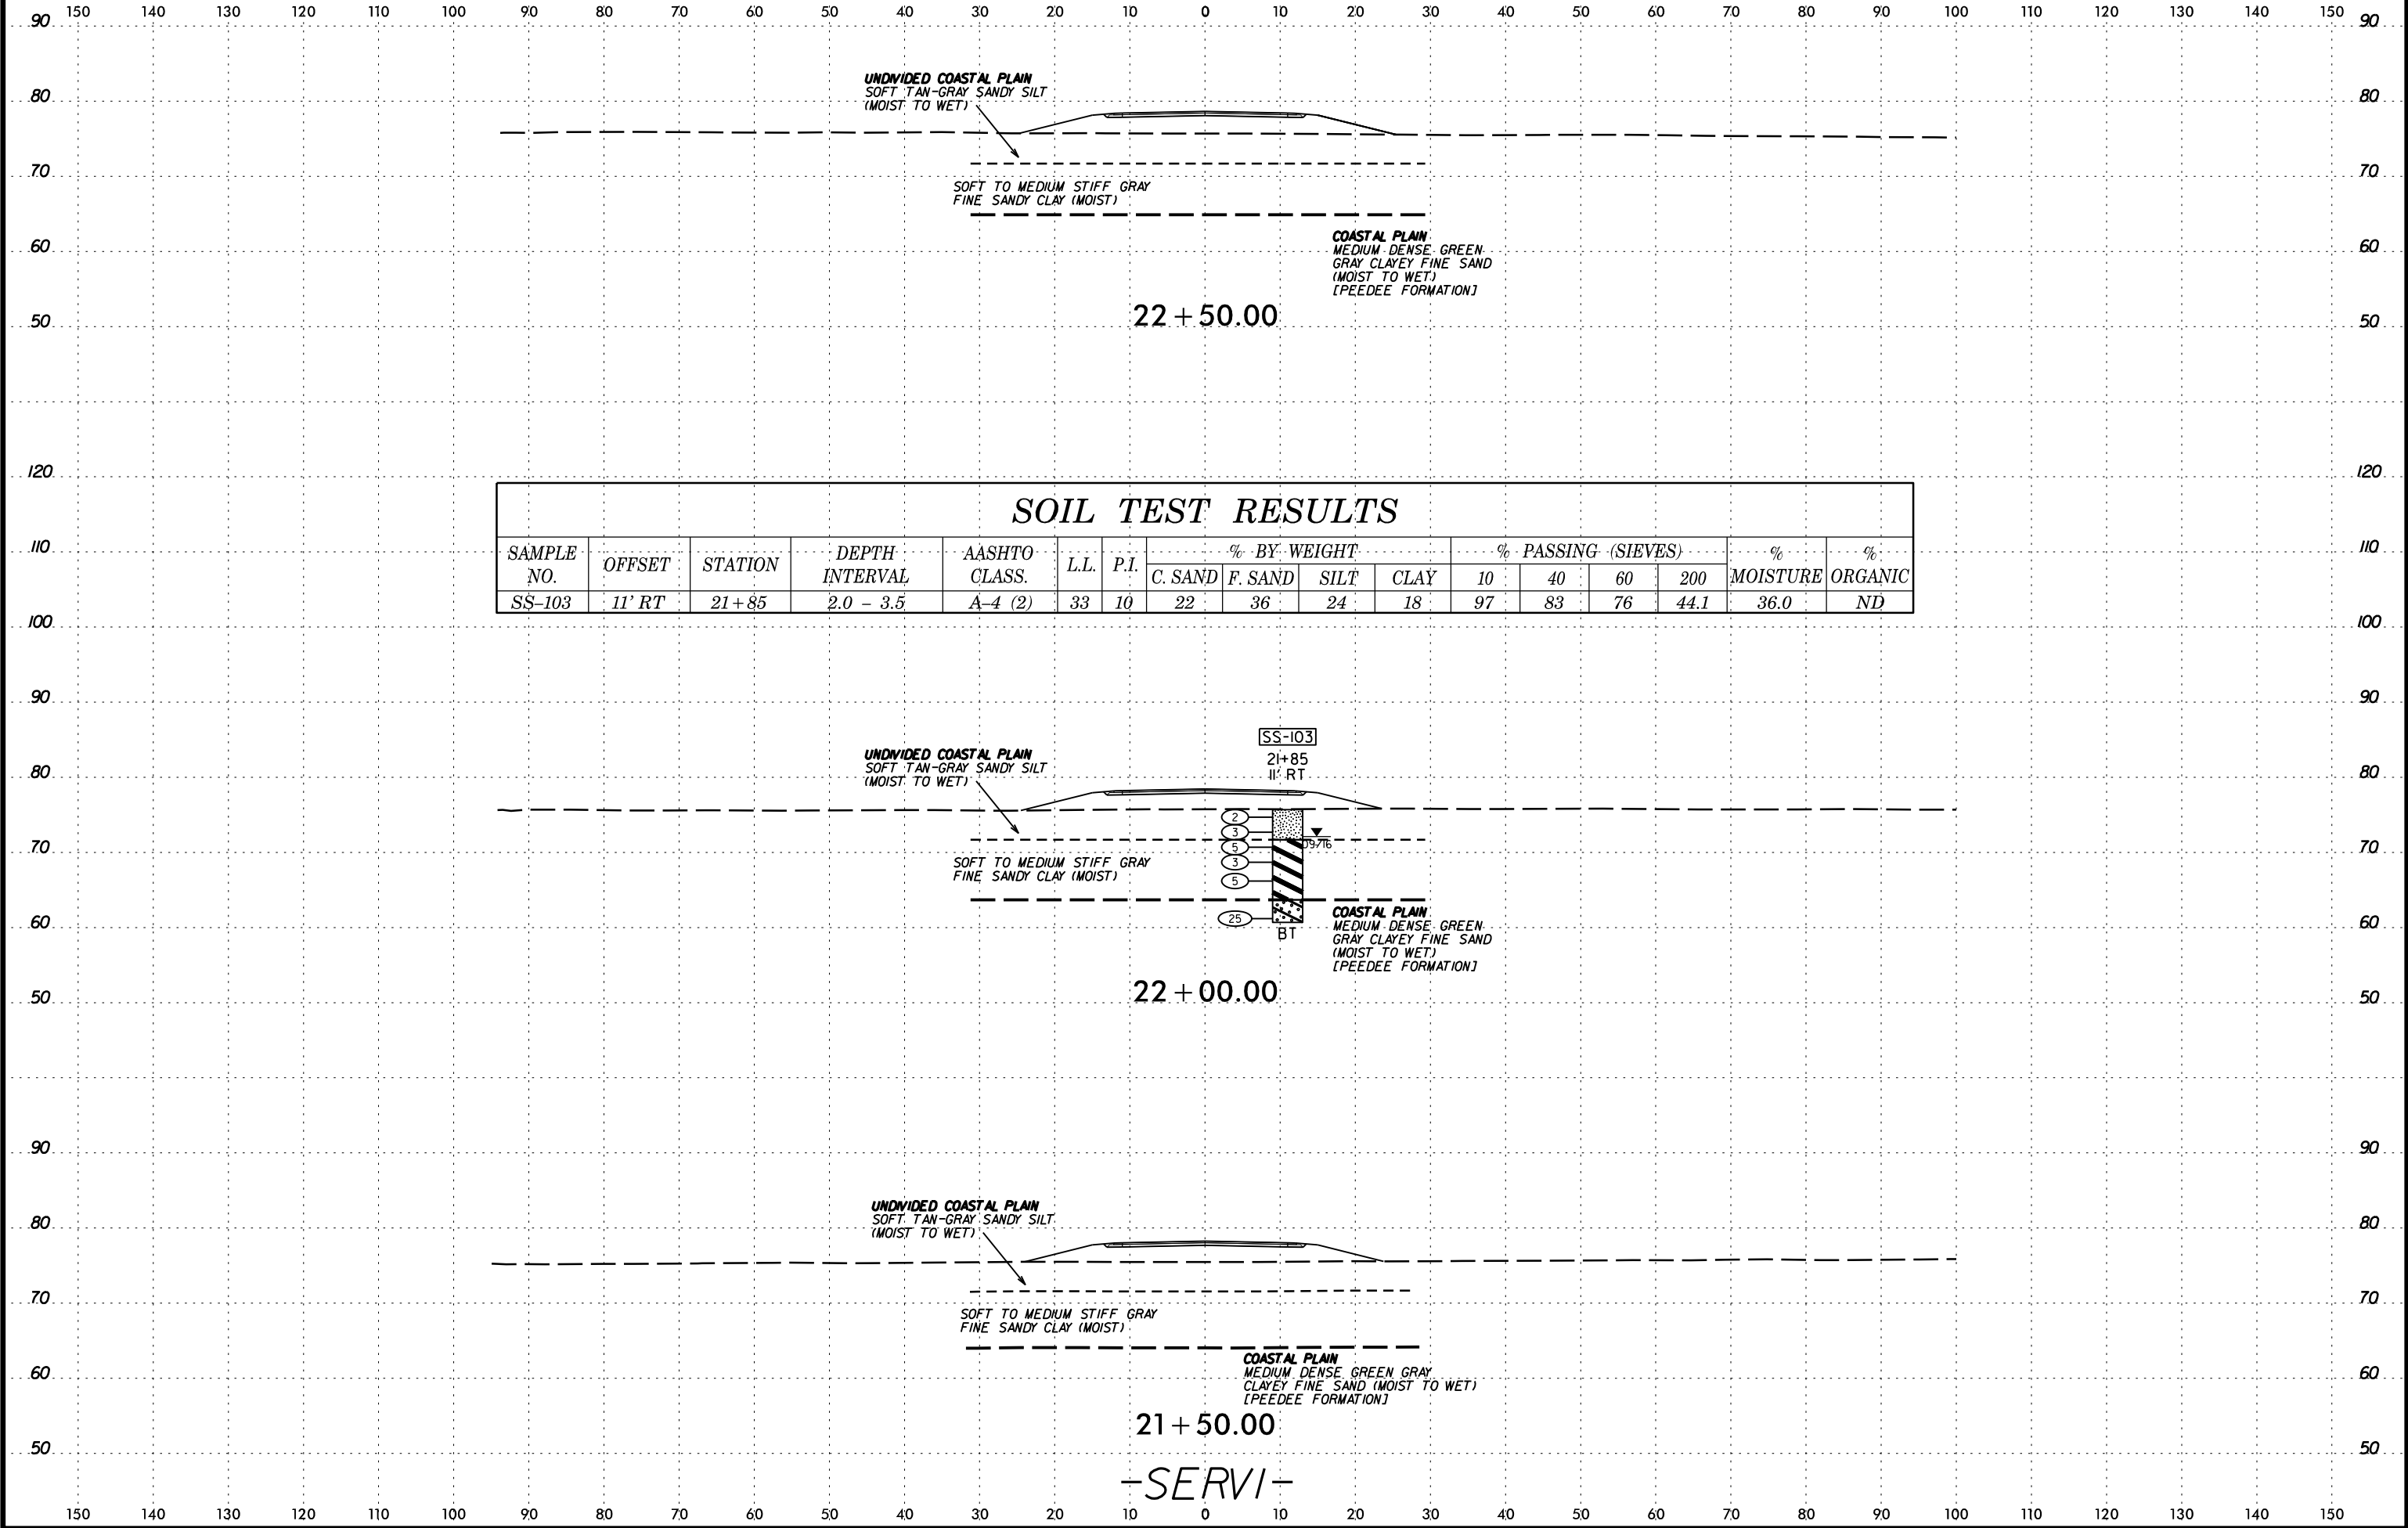 150 140 130 120 110 100 90 80 70 60 50 40 30 20 10 0 10 20 30 40 50 60 70 80 90 100 110 120 130 140 150
90 90
UNDIVIDED COASTAL PLAIN
SOFT TAN-GRAY SANDY SILT
(MOIST TO WET)
80 80
70 70
SOFT TO MEDIUM STIFF GRAY
FINE SANDY CLAY (MOIST)
60 60
COASTAL PLAIN
MEDIUM DENSE GREEN
GRAY CLAYEY FINE SAND
(MOIST TO WET)
[PEEDEE FORMATION]
22+50.00
50 50
120 120
SOIL TEST RESULTS
110 110
SAMPLE NO. OFFSET STATION DEPTH INTERVAL AASHTO CLASS. L.L. P.I. % BY WEIGHT % PASSING (SIEVES) % MOISTURE % ORGANIC
C. SAND F. SAND SILT CLAY 10 40 60 200
SS-103 11' RT 21+85 2.0 - 3.5 A-4 (2) 33 10 22 36 24 18 97 83 76 44.1 36.0 ND
100 100
90 90
SS-103
21+85
11' RT
UNDIVIDED COASTAL PLAIN
SOFT TAN-GRAY SANDY SILT
(MOIST TO WET)
80 80
2
3
5
3
5
25
09/16
70 70
SOFT TO MEDIUM STIFF GRAY
FINE SANDY CLAY (MOIST)
60 60
BT
COASTAL PLAIN
MEDIUM DENSE GREEN
GRAY CLAYEY FINE SAND
(MOIST TO WET)
[PEEDEE FORMATION]
22+00.00
50 50
90 90
UNDIVIDED COASTAL PLAIN
SOFT TAN-GRAY SANDY SILT
(MOIST TO WET)
80 80
70 70
SOFT TO MEDIUM STIFF GRAY
FINE SANDY CLAY (MOIST)
60 60
COASTAL PLAIN
MEDIUM DENSE GREEN GRAY
CLAYEY FINE SAND (MOIST TO WET)
[PEEDEE FORMATION]
21+50.00
50 50
-SERV1-
150 140 130 120 110 100 90 80 70 60 50 40 30 20 10 0 10 20 30 40 50 60 70 80 90 100 110 120 130 140 150